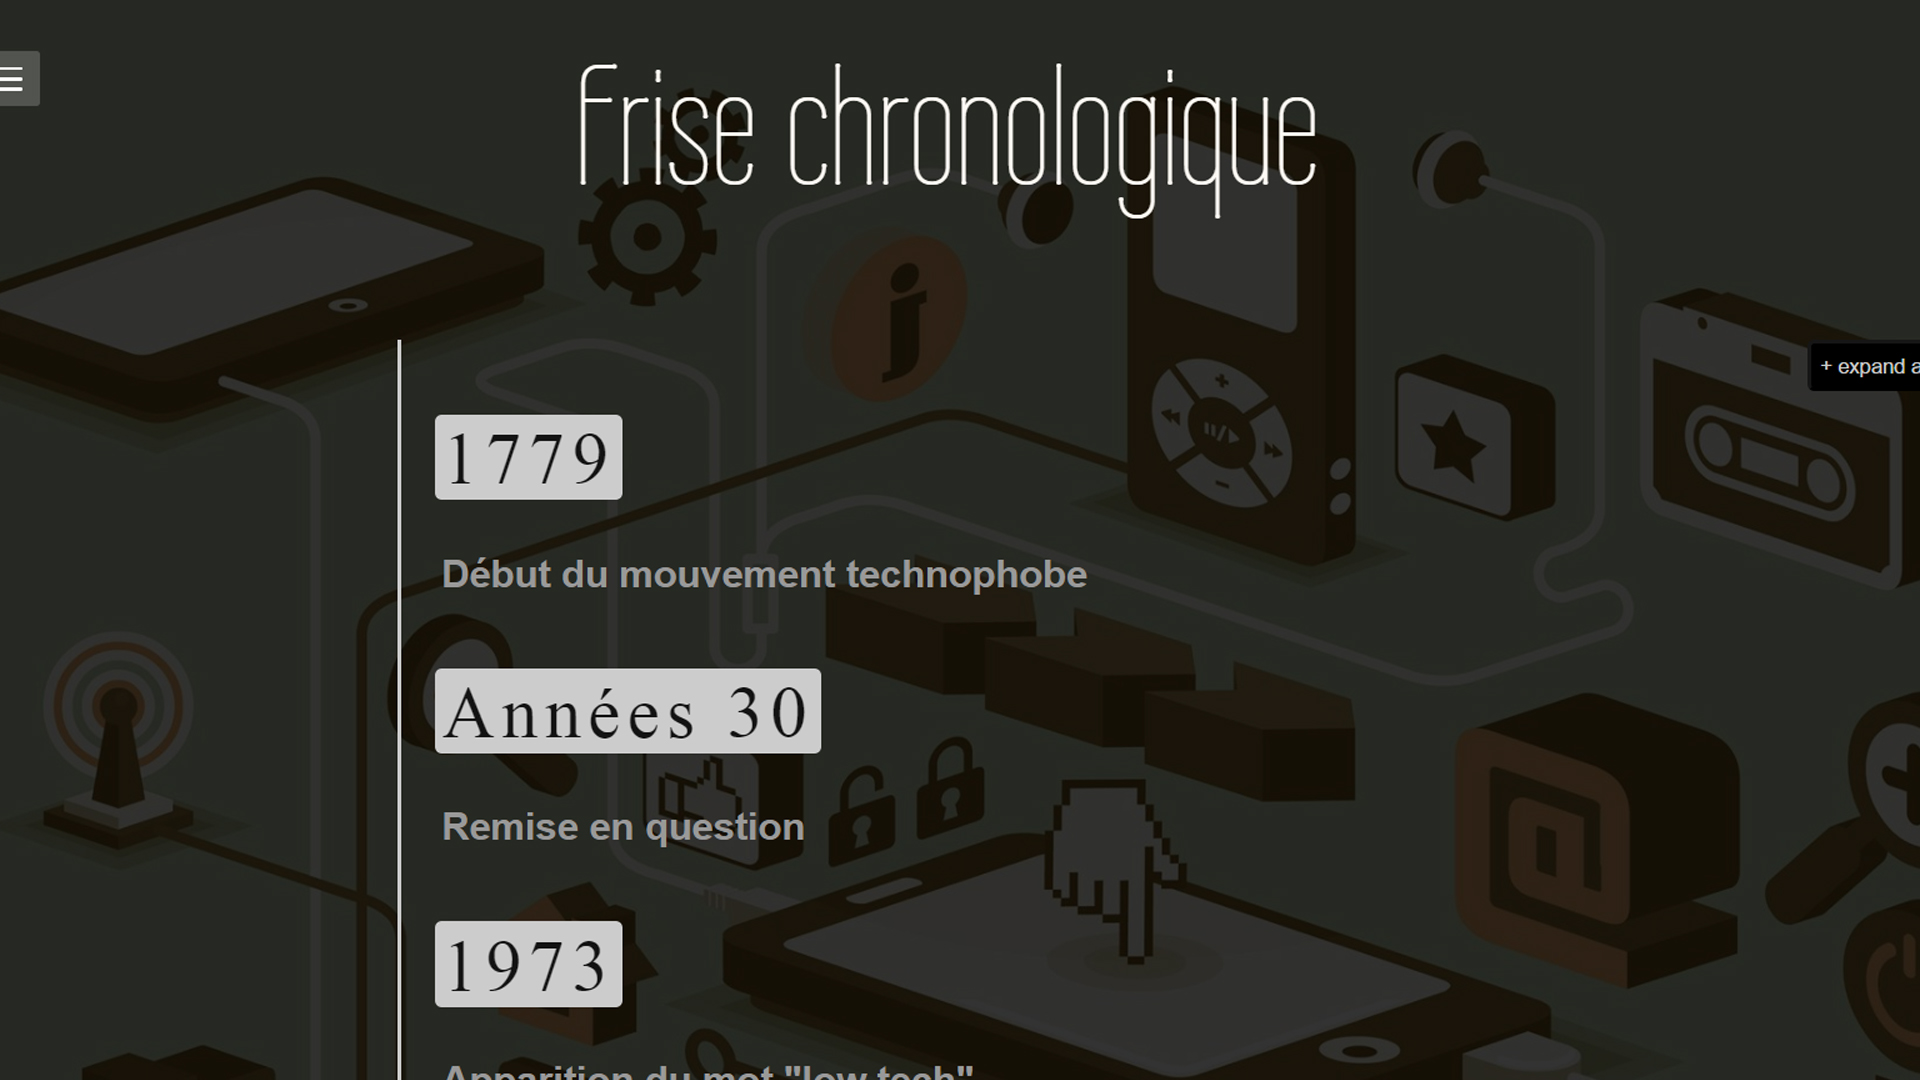 Frise chronologique
+ expand a
1779
Début du mouvement technophobe
Années 30
Remise en question
1973
Apparition du mot "low tech"